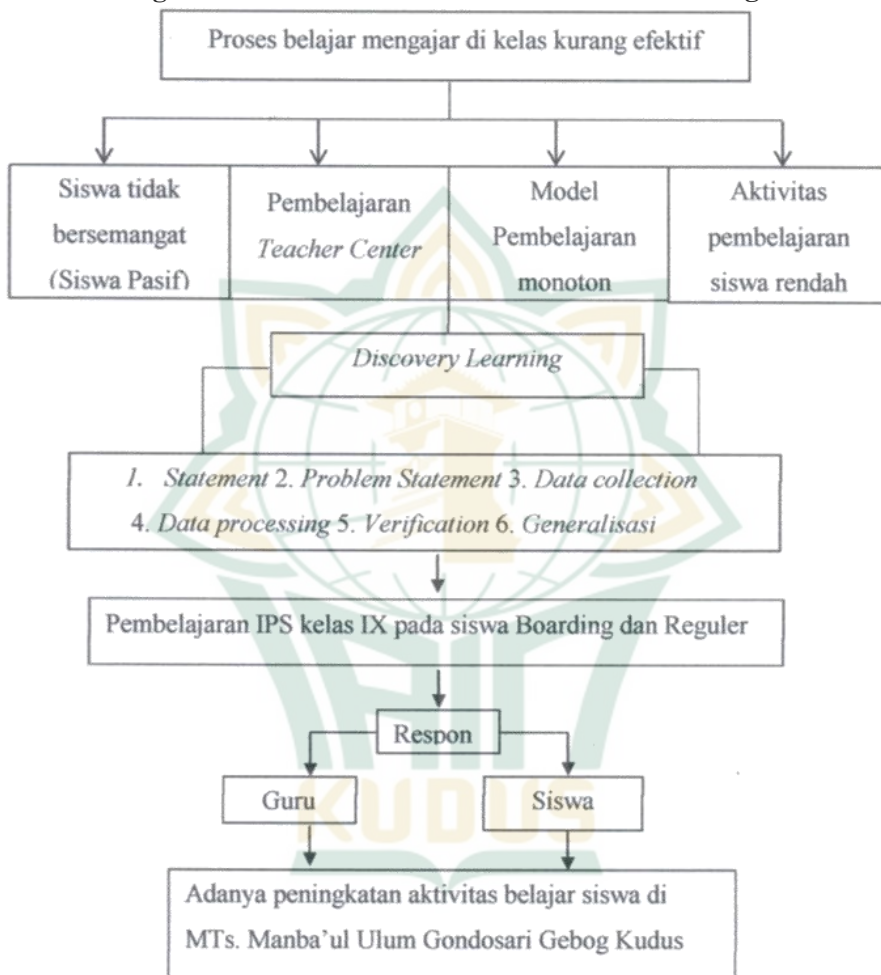 Proses belajar mengajar di kelas kurang efektif
Siswa tidak
bersemangat
(Siswa Pasif)
Pembelajaran
Teacher Center
Model
Pembelajaran
monoton
Aktivitas
pembelajaran
siswa rendah
Discovery Learning
1. Statement 2. Problem Statement 3. Data collection
4. Data processing 5. Verification 6. Generalisasi
Pembelajaran IPS kelas IX pada siswa Boarding dan Reguler
Respon
Guru
Siswa
Adanya peningkatan aktivitas belajar siswa di
MTs. Manba'ul Ulum Gondosari Gebog Kudus
IAIN
KUDUS